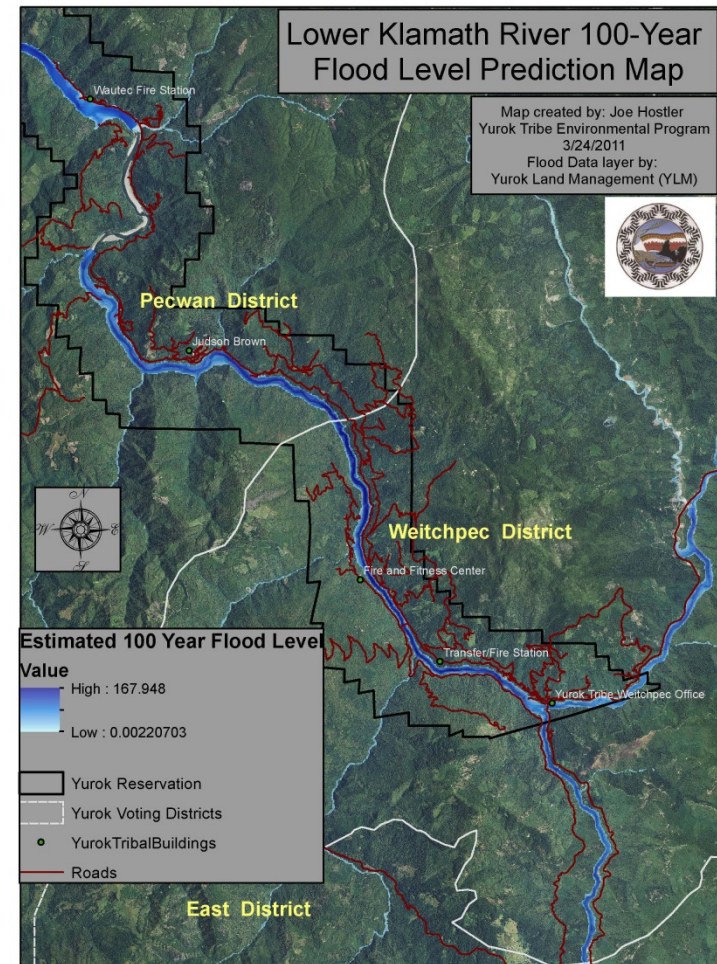 Lower Klamath River 100-Year
Flood Level Prediction Map
Map created by: Joe Hostler
Yurok Tribe Environmental Program
3/24/2011
Flood Data layer by:
Yurok Land Management (YLM)
Wautec Fire Station
Pecwan District
Judson Brown
N
W E
S
Weitchpec District
Fire and Fitness Center
Transfer/Fire Station
Yurok Tribe Weitchpec Office
Estimated 100 Year Flood Level
Value
High : 167.948
Low : 0.00220703
Yurok Reservation
Yurok Voting Districts
YurokTribalBuildings
Roads
East District